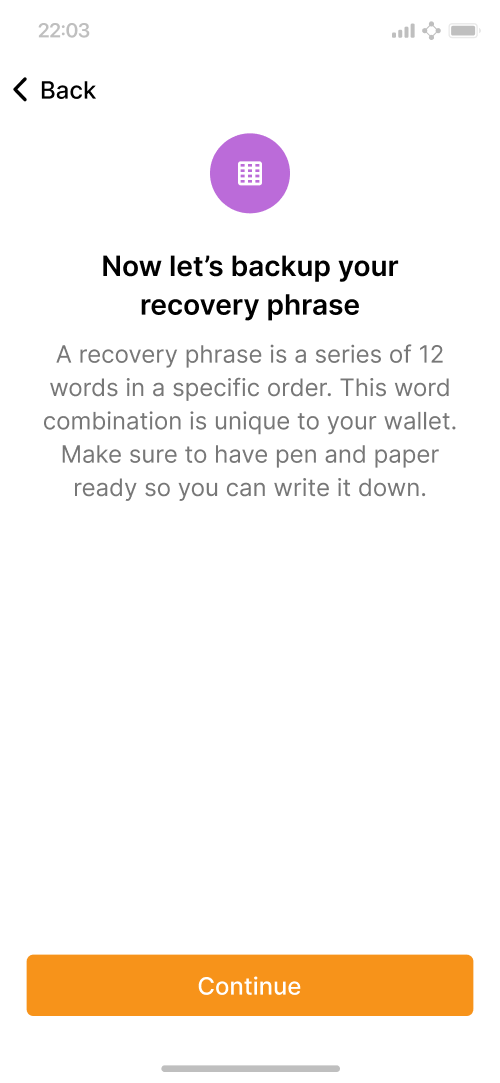 22:03
Back
Now let’s backup your
recovery phrase
A recovery phrase is a series of 12
words in a specific order. This word
combination is unique to your wallet.
Make sure to have pen and paper
ready so you can write it down.
Continue